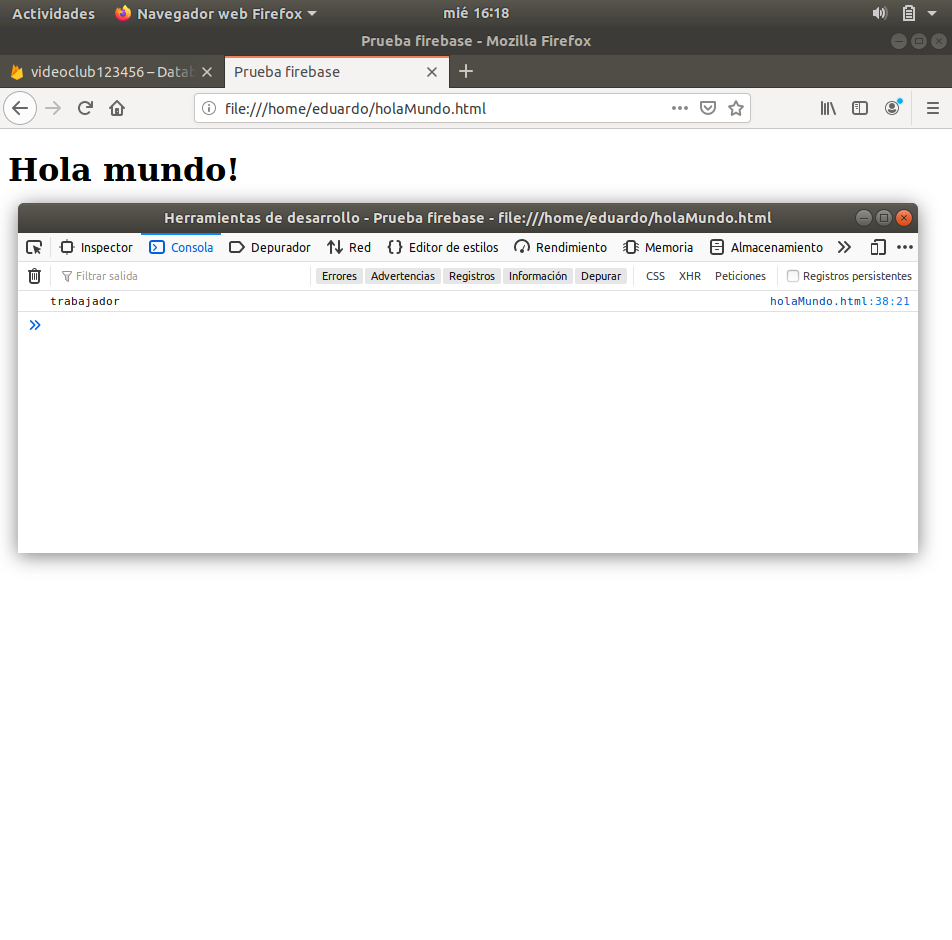 Actividades Navegador web Firefox mié 16:18
Prueba firebase - Mozilla Firefox
videoclub123456 – Datab Prueba firebase
file:///home/eduardo/holaMundo.html
Hola mundo!
Herramientas de desarrollo - Prueba firebase - file:///home/eduardo/holaMundo.html
Inspector Consola Depurador Red Editor de estilos Rendimiento Memoria Almacenamiento
Filtrar salida Errores Advertencias Registros Información Depurar CSS XHR Peticiones Registros persistentes
trabajador holaMundo.html:38:21